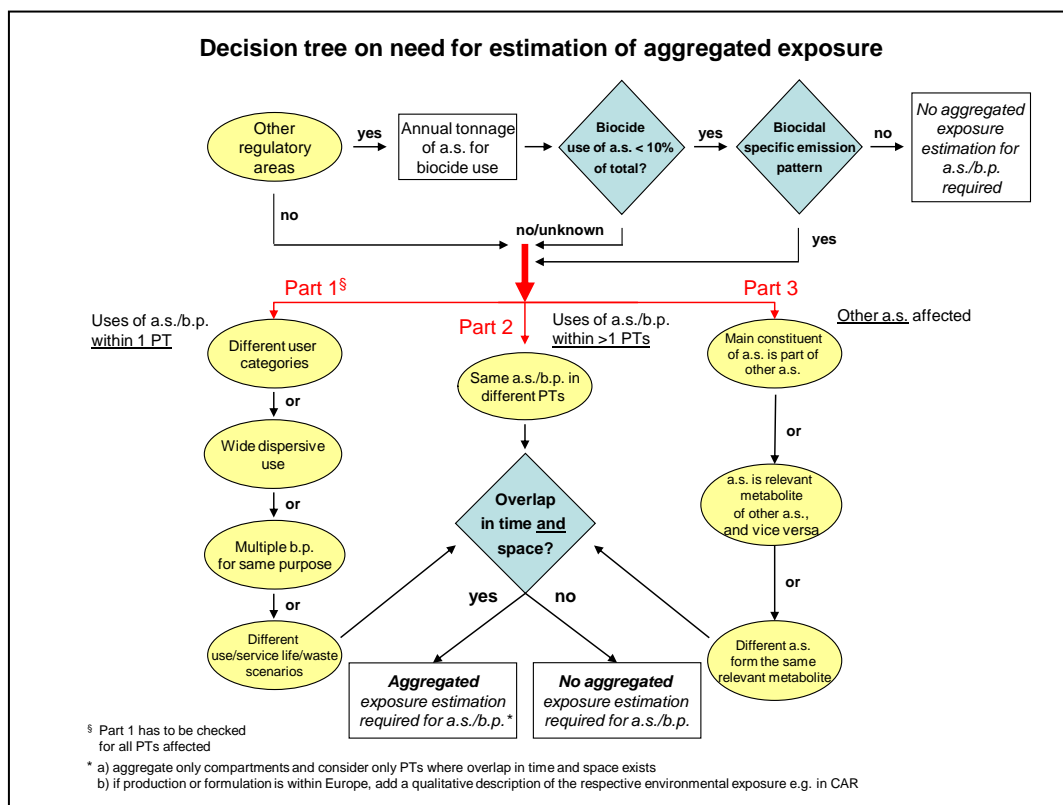 Decision tree on need for estimation of aggregated exposure
Other
regulatory
areas
yes
Annual tonnage
of a.s. for
biocide use
Biocide
use of a.s. < 10%
of total?
yes
Biocidal
specific emission
pattern
no
No aggregated
exposure
estimation for
a.s./b.p.
required
no
no/unknown
yes
Part 1§
Part 2
Part 3
Uses of a.s./b.p.
within 1 PT
Uses of a.s./b.p.
within >1 PTs
Other a.s. affected
Different user
categories
or
Wide dispersive
use
or
Multiple b.p.
for same purpose
or
Different
use/service life/waste
scenarios
Same a.s./b.p. in
different PTs
Overlap
in time and
space?
yes
no
Aggregated
exposure estimation
required for a.s./b.p.*
No aggregated
exposure estimation
required for a.s./b.p.
Main constituent
of a.s. is part of
other a.s.
or
a.s. is relevant
metabolite
of other a.s.,
and vice versa
or
Different a.s.
form the same
relevant metabolite
§ Part 1 has to be checked
for all PTs affected
* a) aggregate only compartments and consider only PTs where overlap in time and space exists
b) if production or formulation is within Europe, add a qualitative description of the respective environmental exposure e.g. in CAR